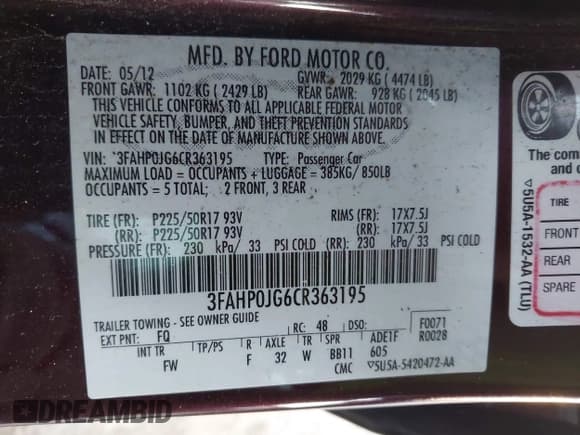 MFD. BY FORD MOTOR CO.
DATE: 05/12 GVWR: 2029 KG ( 4474 LB)
FRONT GAWR: 1102 KG ( 2429 LB) REAR GAWR: 928 KG ( 2045 LB)
THIS VEHICLE CONFORMS TO ALL APPLICABLE FEDERAL MOTOR
VEHICLE SAFETY, BUMPER, AND THEFT PREVENTION STANDARDS
IN EFFECT ON THE DATE OF MANUFACTURE SHOWN ABOVE.
VIN: *3FAHP0JG6CR363195 TYPE: Passenger Car
MAXIMUM LOAD = OCCUPANTS + LUGGAGE = 385KG/ 850LB
OCCUPANTS = 5 TOTAL; 2 FRONT, 3 REAR
TIRE (FR): P225/50R17 93V RIMS (FR): 17X7.5J
(RR): P225/50R17 93V (RR): 17X7.5J
PRESSURE (FR): 230 kPa/ 33 PSI COLD (RR): 230 kPa/ 33 PSI COLD
3FAHP0JG6CR363195
TRAILER TOWING - SEE OWNER GUIDE
EXT PNT: FQ RC: 48 DSO: F0071
R0028
INT TR TP/PS R AXLE TR SPR ADETF
FW F 32 W BB11 605
CMC ▽5U5A-5420472-AA
The com
and c
TIRE
FRONT
REAR
SPARE
▽5U5A-1532-AA (TLU)
DREAMBID